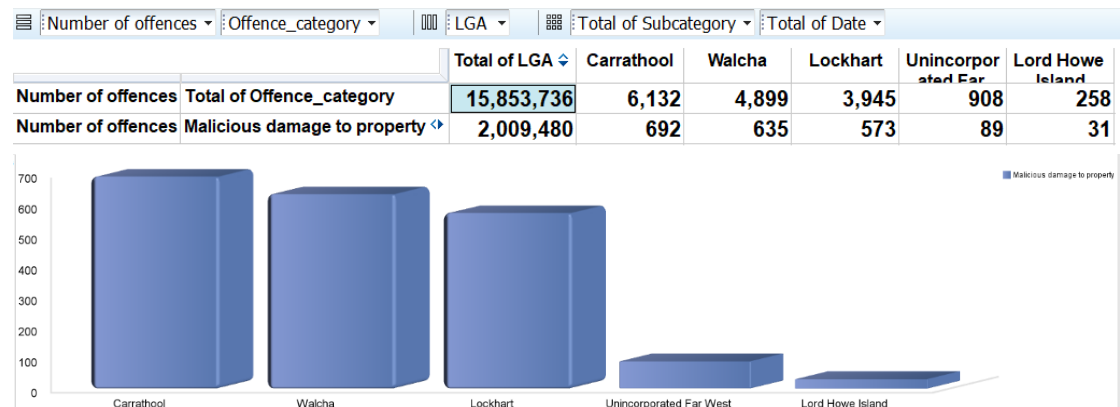 Number of offences Offence_category LGA Total of Subcategory Total of Date
Total of LGA Carrathool Walcha Lockhart Unincorporated Far Lord Howe Island
Number of offences Total of Offence_category 15,853,736 6,132 4,899 3,945 908 258
Number of offences Malicious damage to property 2,009,480 692 635 573 89 31
Malicious damage to property
700
600
500
400
300
200
100
0
Carrathool Walcha Lockhart Unincorporated Far West Lord Howe Island